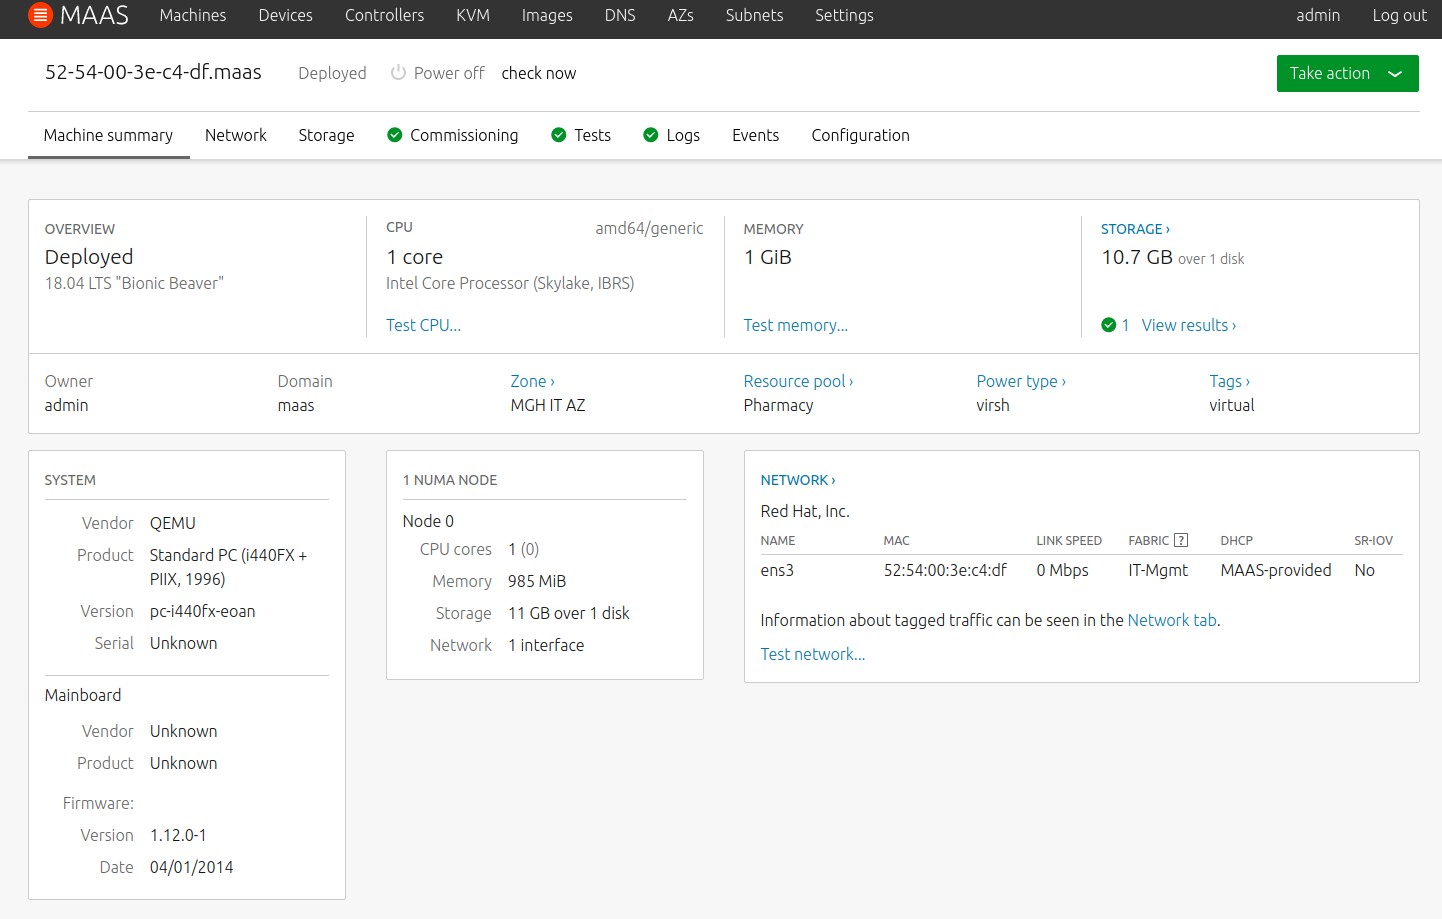 MAAS Machines Devices Controllers KVM Images DNS AZs Subnets Settings admin Log out
52-54-00-3e-c4-df.maas Deployed Power off check now Take action
Machine summary Network Storage Commissioning Tests Logs Events Configuration
OVERVIEW
Deployed
18.04 LTS "Bionic Beaver"
CPU amd64/generic
1 core
Intel Core Processor (Skylake, IBRS)
Test CPU...
MEMORY
1 GiB
Test memory...
STORAGE ›
10.7 GB over 1 disk
1 View results ›
Owner
admin
Domain
maas
Zone ›
MGH IT AZ
Resource pool ›
Pharmacy
Power type ›
virsh
Tags ›
virtual
SYSTEM
Vendor QEMU
Product Standard PC (i440FX +
PIIX, 1996)
Version pc-i440fx-eoan
Serial Unknown
Mainboard
Vendor Unknown
Product Unknown
Firmware:
Version 1.12.0-1
Date 04/01/2014
1 NUMA NODE
Node 0
CPU cores 1 (0)
Memory 985 MiB
Storage 11 GB over 1 disk
Network 1 interface
NETWORK ›
Red Hat, Inc.
NAME MAC LINK SPEED FABRIC ? DHCP SR-IOV
ens3 52:54:00:3e:c4:df 0 Mbps IT-Mgmt MAAS-provided No
Information about tagged traffic can be seen in the Network tab.
Test network...